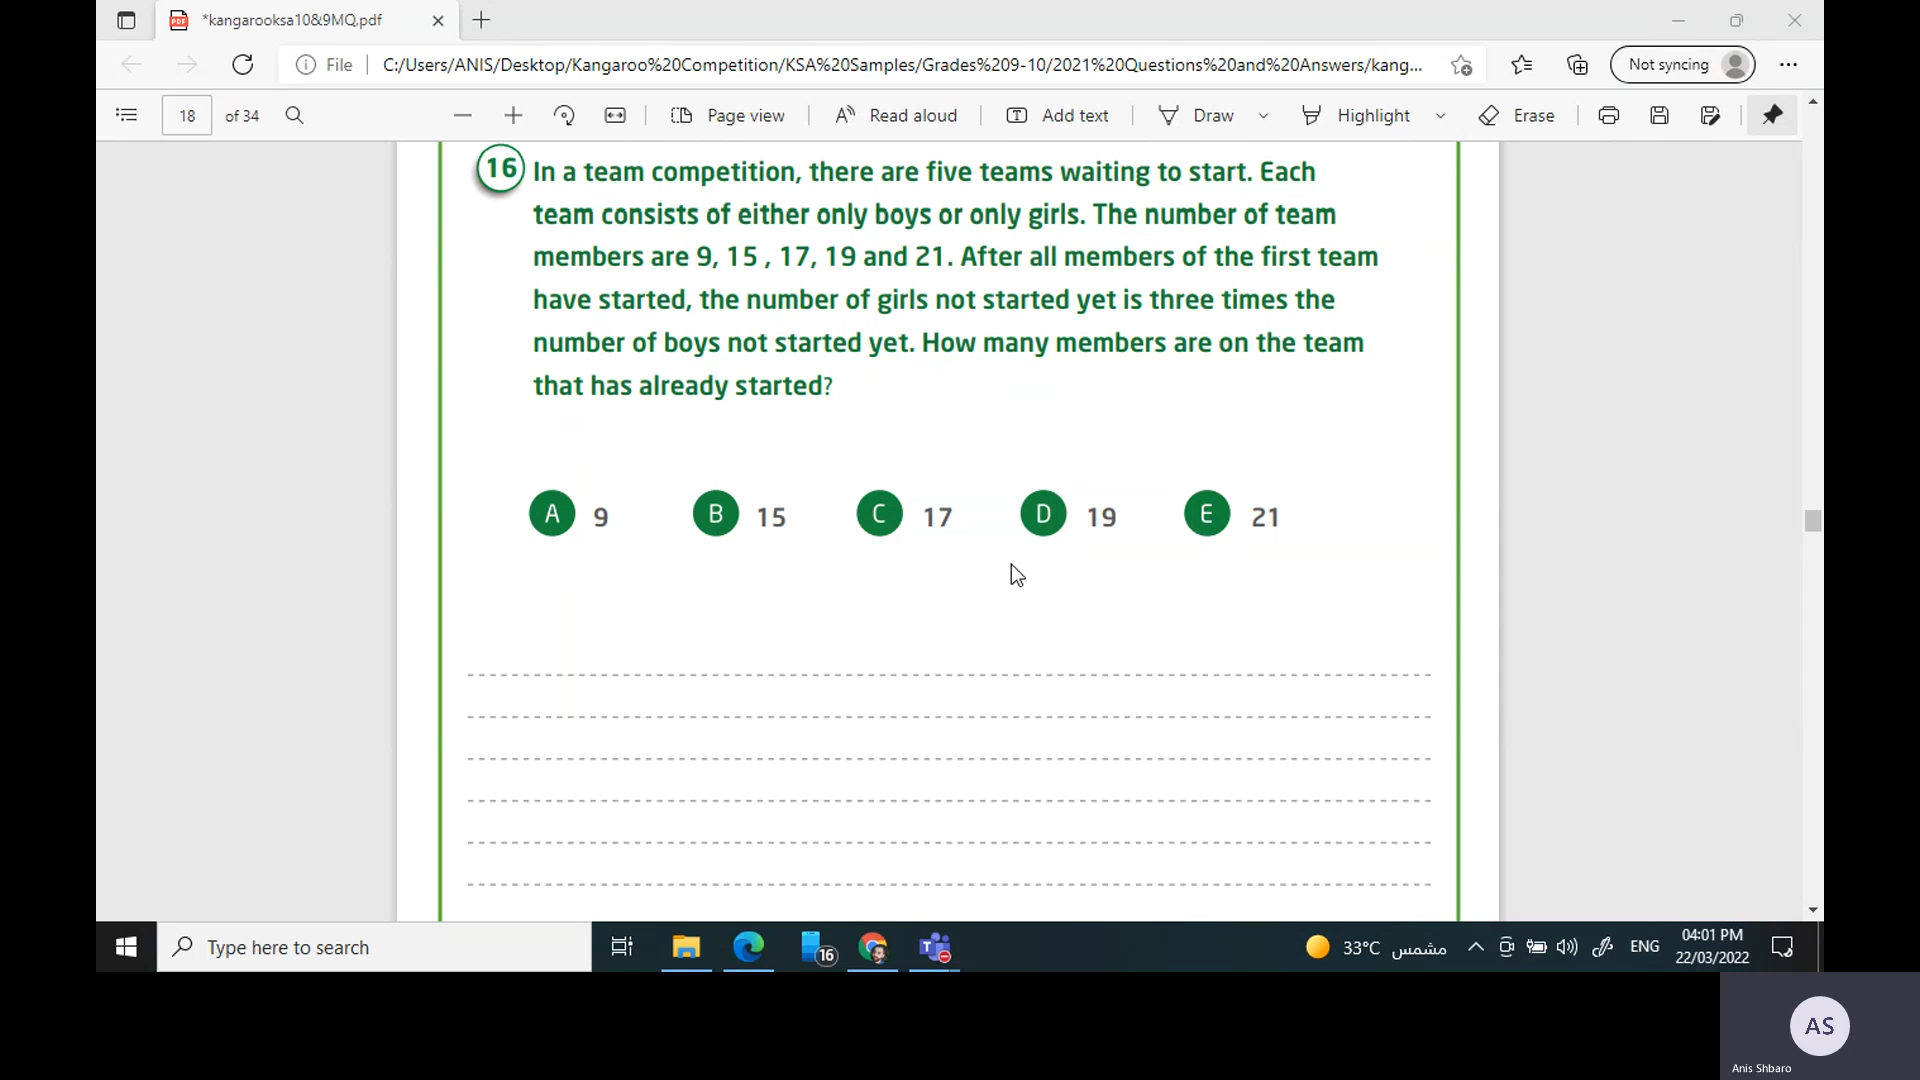 *kangarooksa10&9MQ.pdf
File
C:/Users/ANIS/Desktop/Kangaroo%20Competition/KSA%20Samples/Grades%209-10/2021%20Questions%20and%20Answers/kang...
Not syncing
18 of 34
Page view
Read aloud
Add text
Draw
Highlight
Erase
16 In a team competition, there are five teams waiting to start. Each
team consists of either only boys or only girls. The number of team
members are 9, 15 , 17, 19 and 21. After all members of the first team
have started, the number of girls not started yet is three times the
number of boys not started yet. How many members are on the team
that has already started?
A 9 B 15 C 17 D 19 E 21
Type here to search
16
33°C مشمس
ENG
04:01 PM
22/03/2022
AS
Anis Shbaro